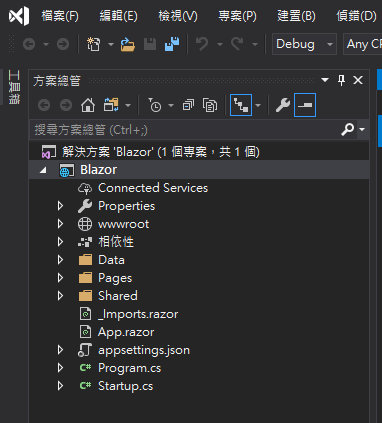 檔案(F) 編輯(E) 檢視(V) 專案(P) 建置(B) 偵錯(D)
Debug Any CP
工具箱
方案總管
搜尋方案總管 (Ctrl+;)
解決方案 'Blazor' (1 個專案，共 1 個)
Blazor
Connected Services
Properties
wwwroot
相依性
Data
Pages
Shared
_Imports.razor
App.razor
appsettings.json
C# Program.cs
C# Startup.cs